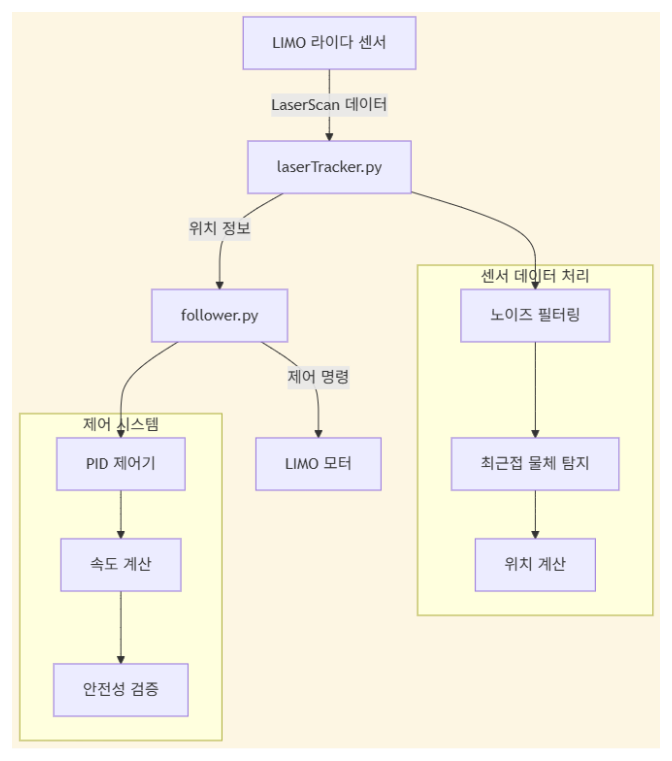 LIMO 라이다 센서
LaserScan 데이터
laserTracker.py
위치 정보
센서 데이터 처리
follower.py
노이즈 필터링
제어 명령
제어 시스템
PID 제어기
LIMO 모터
최근접 물체 탐지
속도 계산
위치 계산
안전성 검증